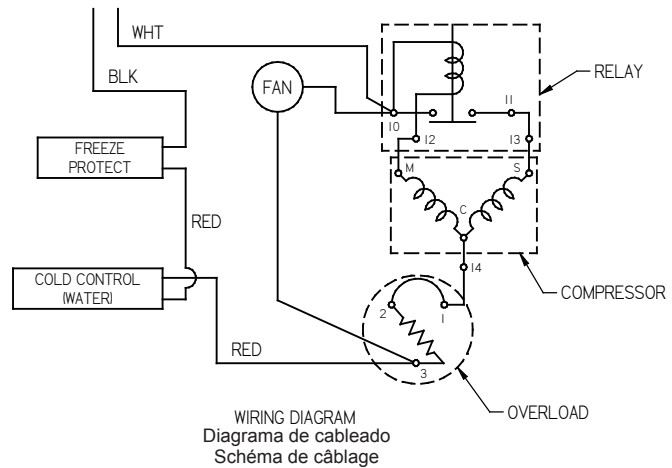 WHT
BLK
FAN
RELAY
10
11
12
13
FREEZE
PROTECT
M
S
C
RED
14
COLD CONTROL
(WATER)
COMPRESSOR
2
1
RED
3
OVERLOAD
WIRING DIAGRAM
Diagrama de cableado
Schéma de câblage